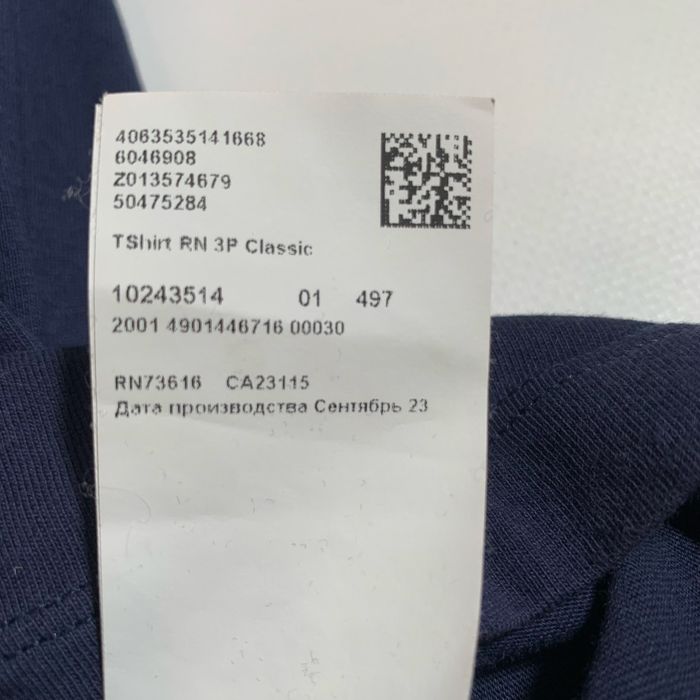 4063535141668
6046908
Z013574679
50475284
TShirt RN 3P Classic
10243514 01 497
2001 4901446716 00030
RN73616 CA23115
Дата производства Сентябрь 23